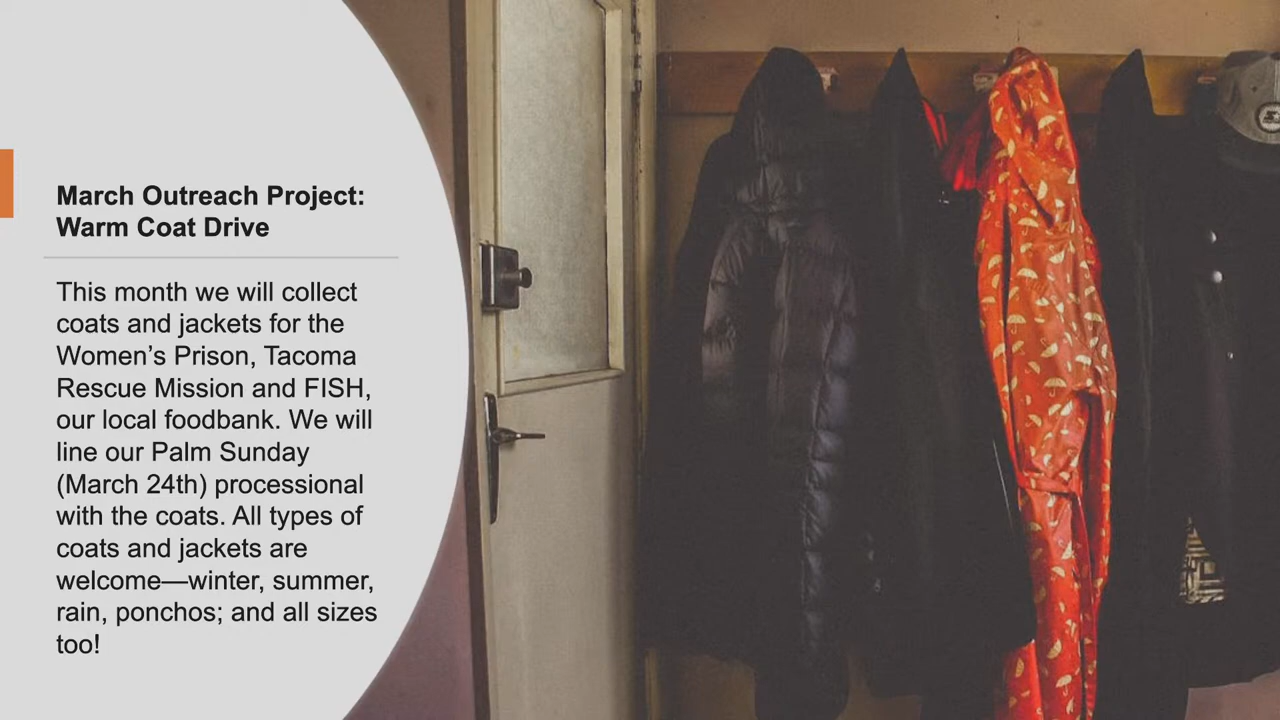 March Outreach Project:
Warm Coat Drive
This month we will collect
coats and jackets for the
Women’s Prison, Tacoma
Rescue Mission and FISH,
our local foodbank. We will
line our Palm Sunday
(March 24th) processional
with the coats. All types of
coats and jackets are
welcome—winter, summer,
rain, ponchos; and all sizes
too!